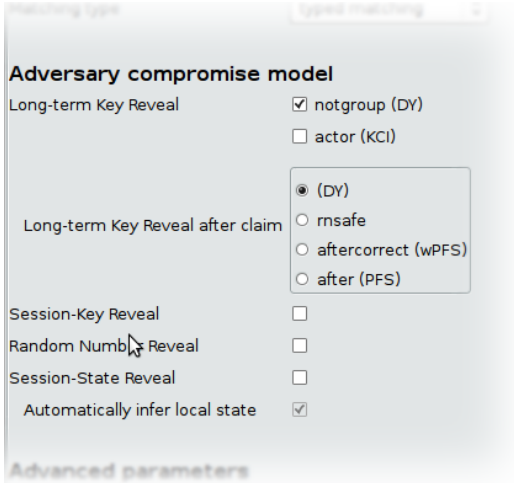 Matching type typed matching
Adversary compromise model
Long-term Key Reveal notgroup (DY)
actor (KCI)
(DY)
Long-term Key Reveal after claim rnsafe
aftercorrect (wPFS)
after (PFS)
Session-Key Reveal
Random Number Reveal
Session-State Reveal
Automatically infer local state
Advanced parameters